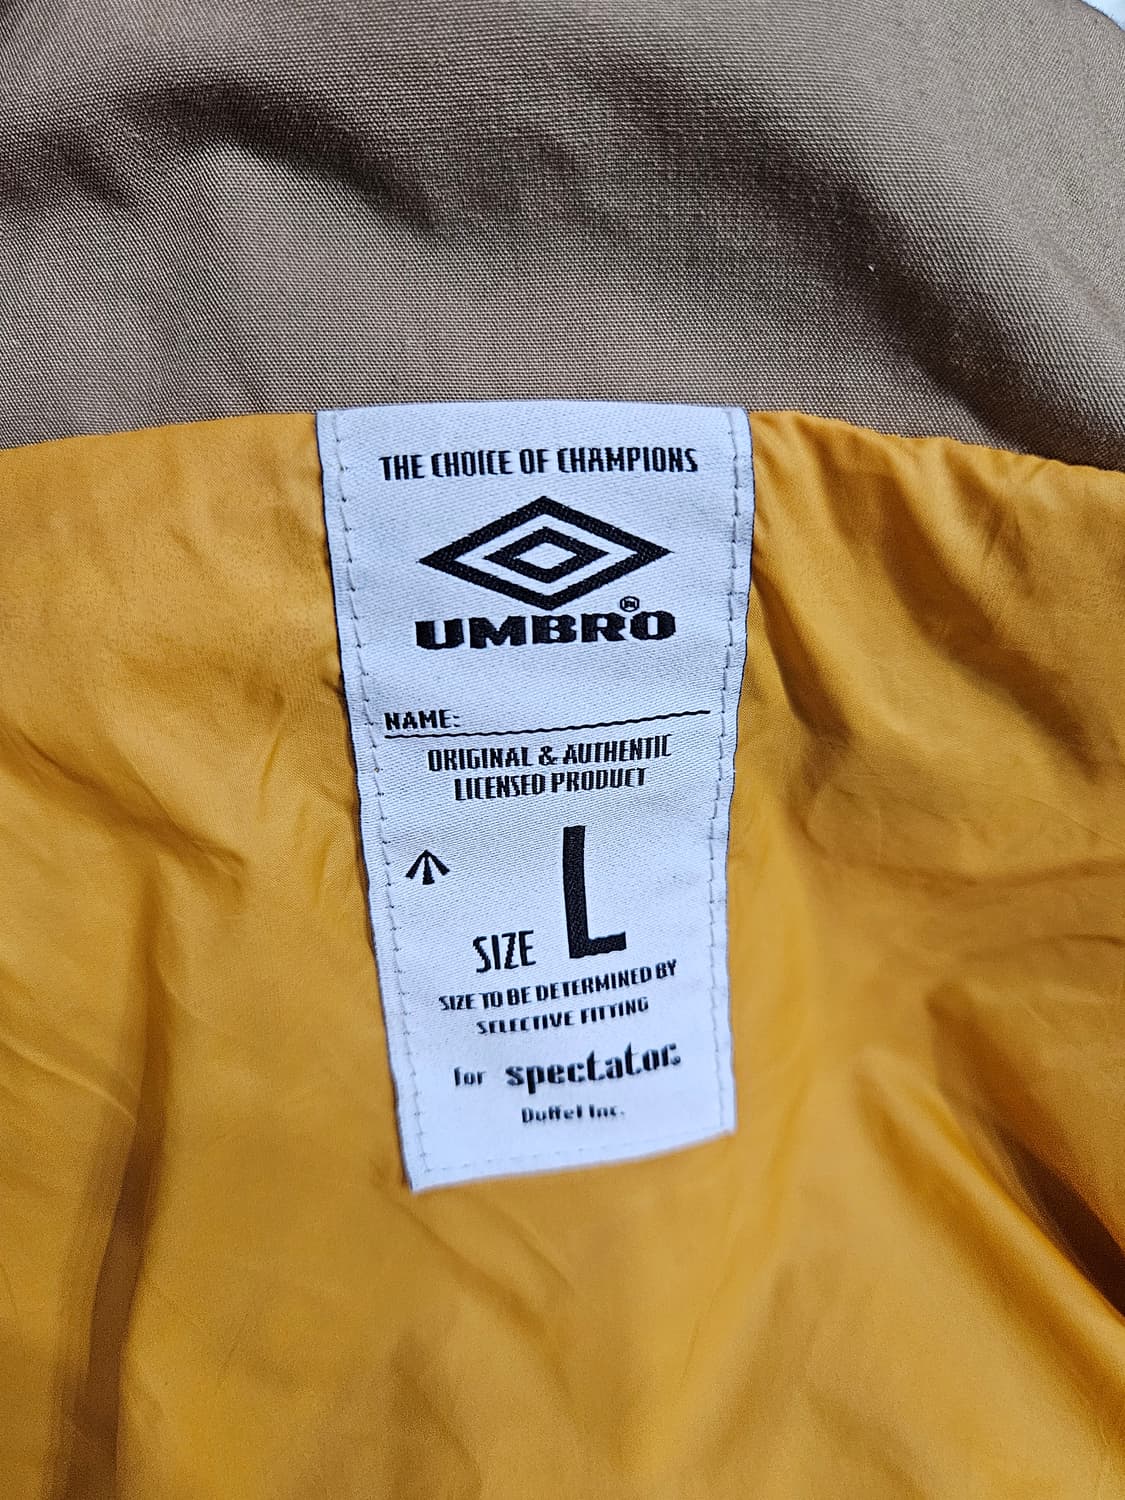 THE CHOICE OF CHAMPIONS
UMBRO®
NAME:
ORIGINAL & AUTHENTIC
LICENSED PRODUCT
SIZE L
SIZE TO BE DETERMINED BY
SELECTIVE FITTING
for spectator.
Duffel Inc.